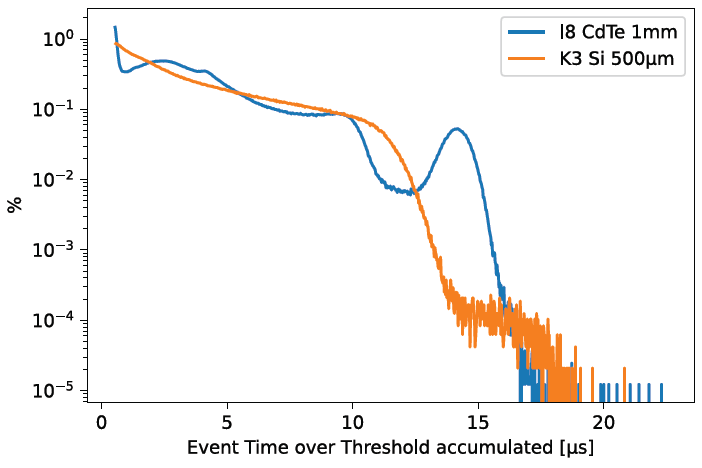 I8 CdTe 1mm
K3 Si 500μm
10⁰
10⁻¹
10⁻²
10⁻³
10⁻⁴
10⁻⁵
%
0 5 10 15 20
Event Time over Threshold accumulated [μs]